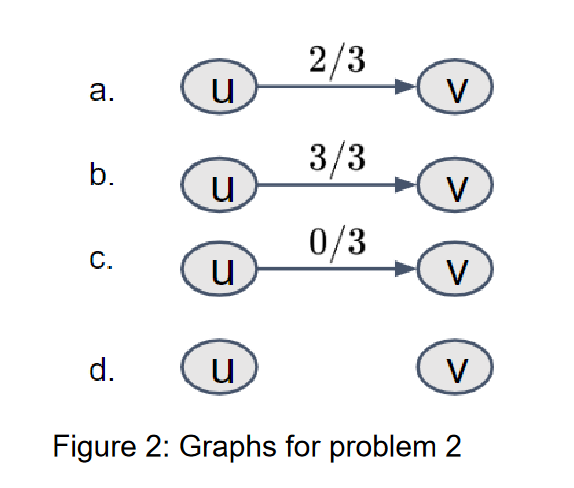 a. u 2/3 v
b. u 3/3 v
c. u 0/3 v
d. u v
Figure 2: Graphs for problem 2